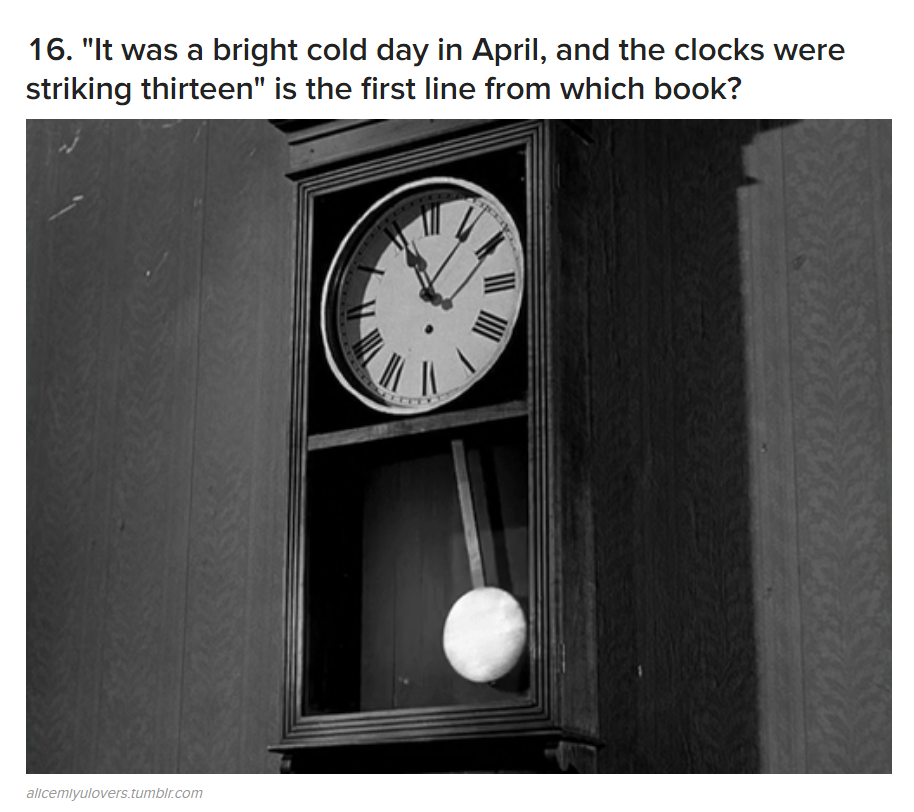 16. "It was a bright cold day in April, and the clocks were
striking thirteen" is the first line from which book?
alicemlyulovers.tumblr.com